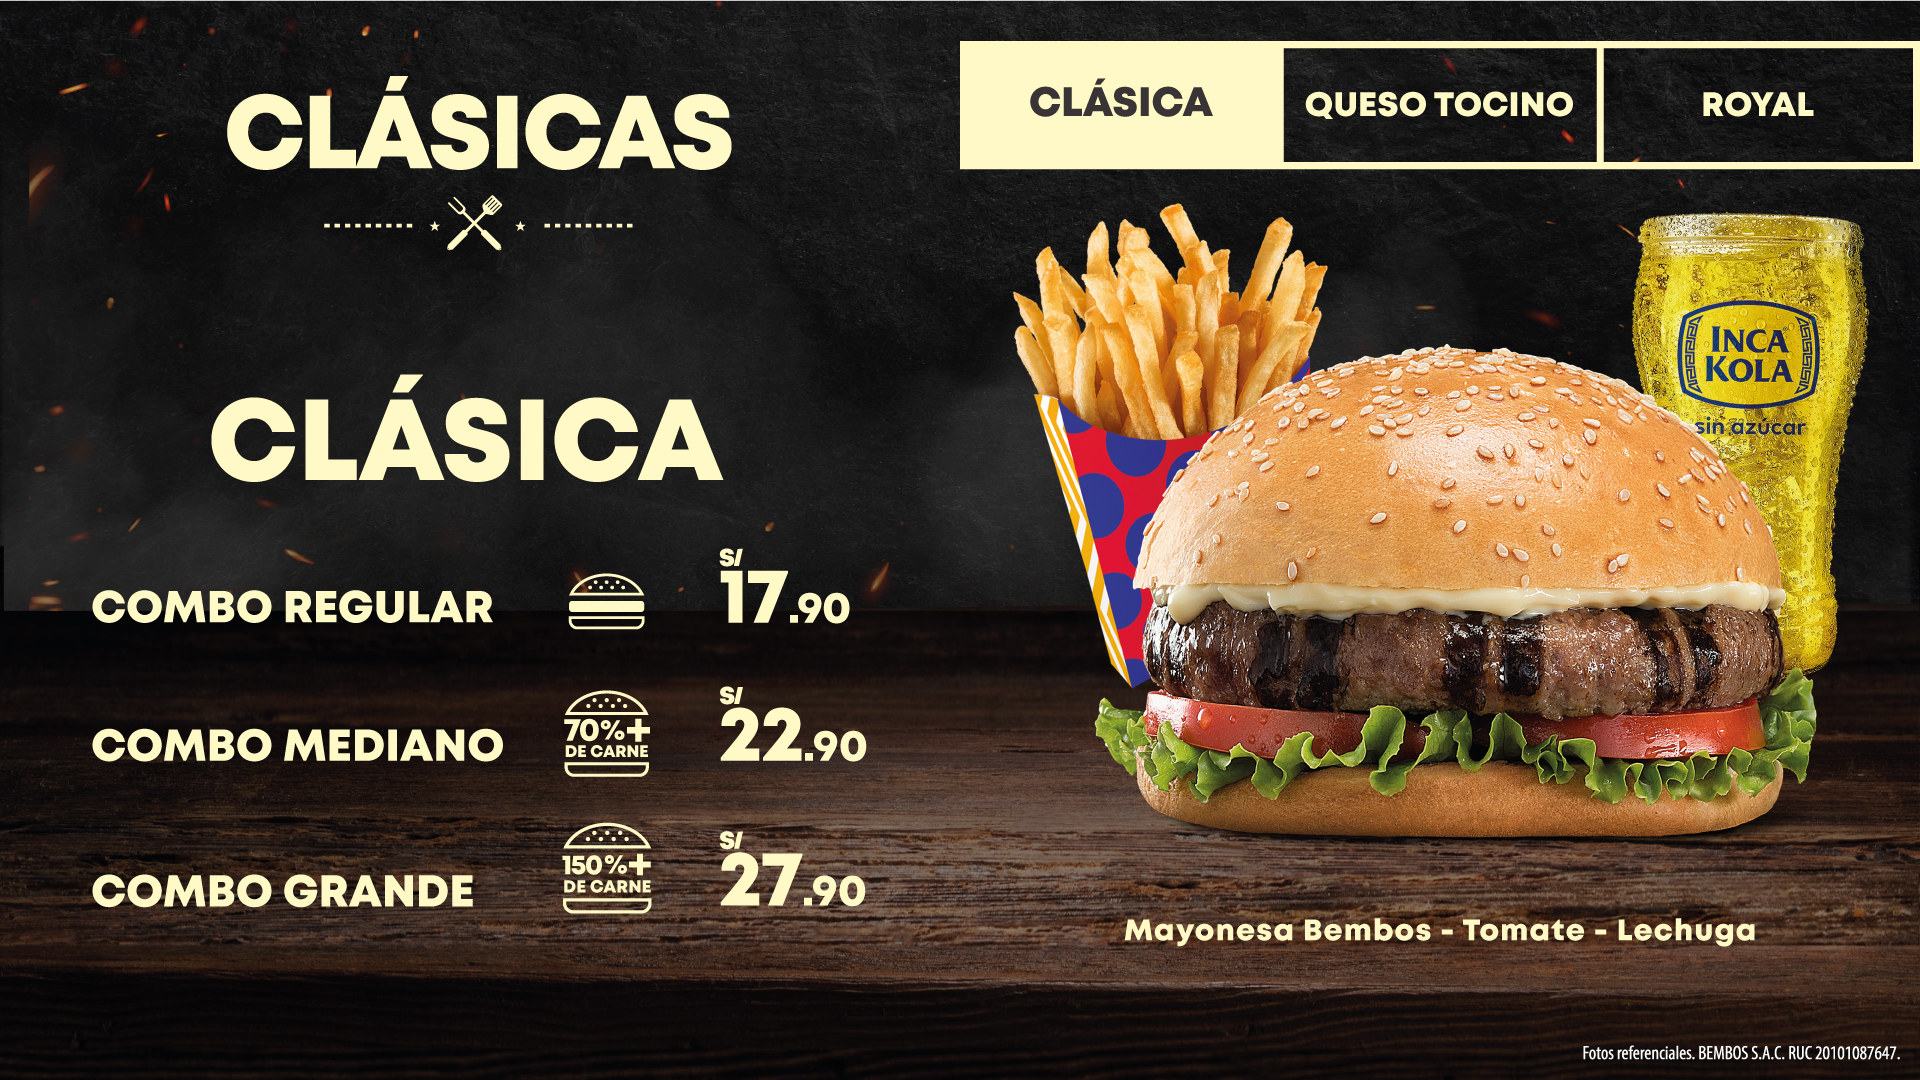 CLÁSICAS
CLÁSICA
QUESO TOCINO
ROYAL
INCA
KOLA
sin azúcar
CLÁSICA
COMBO REGULAR
S/
17.90
COMBO MEDIANO
70%+
DE CARNE
S/
22.90
COMBO GRANDE
150%+
DE CARNE
S/
27.90
Mayonesa Bembos - Tomate - Lechuga
Fotos referenciales. BEMBOS S.A.C. RUC 20101087647.